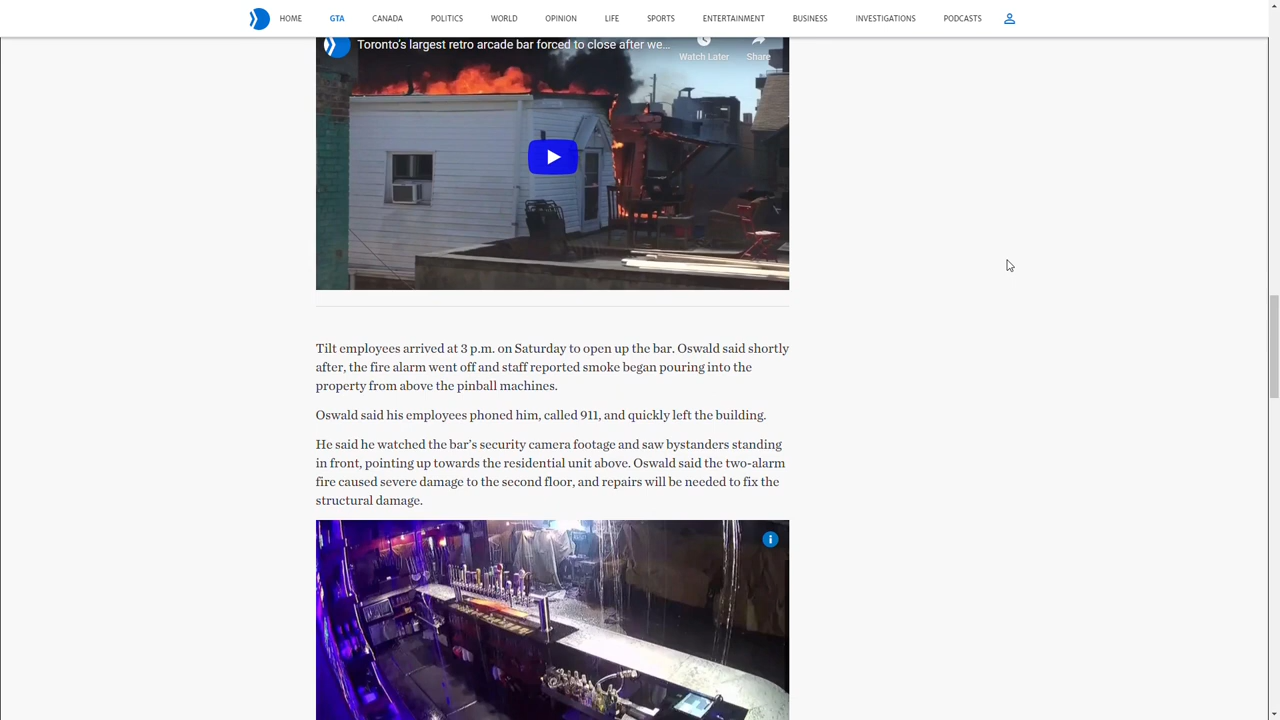 HOME
GTA
CANADA
POLITICS
WORLD
OPINION
LIFE
SPORTS
ENTERTAINMENT
BUSINESS
INVESTIGATIONS
PODCASTS
Toronto's largest retro arcade bar forced to close after we...
Watch Later
Share
Tilt employees arrived at 3 p.m. on Saturday to open up the bar. Oswald said shortly
after, the fire alarm went off and staff reported smoke began pouring into the
property from above the pinball machines.
Oswald said his employees phoned him, called 911, and quickly left the building.
He said he watched the bar’s security camera footage and saw bystanders standing
in front, pointing up towards the residential unit above. Oswald said the two-alarm
fire caused severe damage to the second floor, and repairs will be needed to fix the
structural damage.